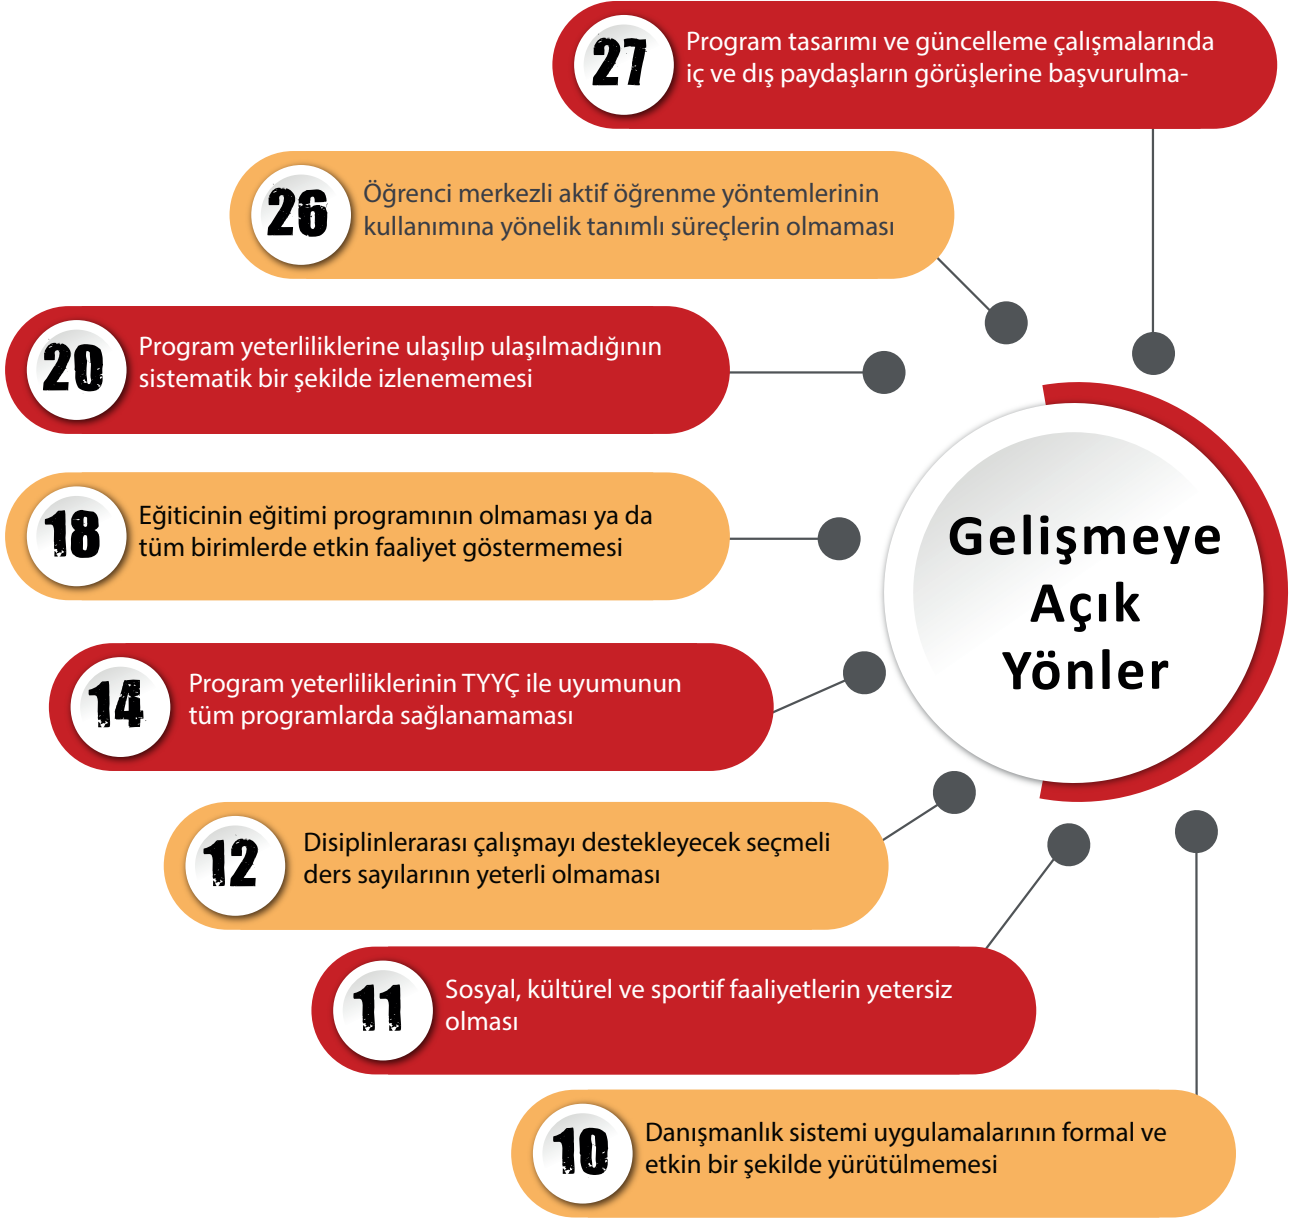 27
Program tasarımı ve güncelleme çalışmalarında
iç ve dış paydaşların görüşlerine başvurulma-
26
Öğrenci merkezli aktif öğrenme yöntemlerinin
kullanımına yönelik tanımlı süreçlerin olmaması
20
Program yeterliliklerine ulaşılıp ulaşılmadığının
sistematik bir şekilde izlenememesi
18
Eğiticinin eğitimi programının olmaması ya da
tüm birimlerde etkin faaliyet göstermemesi
14
Program yeterliliklerinin TYYÇ ile uyumunun
tüm programlarda sağlanamaması
12
Disiplinlerarası çalışmayı destekleyecek seçmeli
ders sayılarının yeterli olmaması
11
Sosyal, kültürel ve sportif faaliyetlerin yetersiz
olması
10
Danışmanlık sistemi uygulamalarının formal ve
etkin bir şekilde yürütülmemesi
Gelişmeye
Açık
Yönler